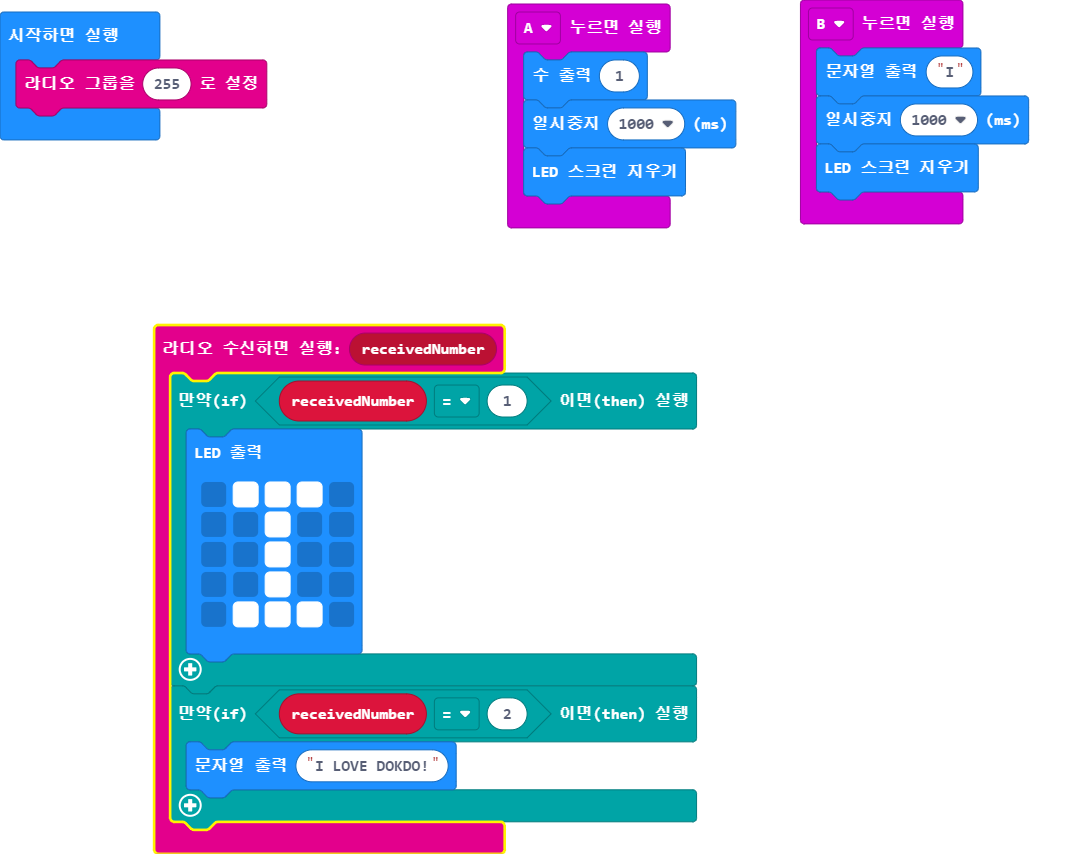 시작하면 실행
라디오 그룹을 255 로 설정
A 누르면 실행
수 출력 1
일시중지 1000 (ms)
LED 스크린 지우기
B 누르면 실행
문자열 출력 "I"
일시중지 1000 (ms)
LED 스크린 지우기
라디오 수신하면 실행: receivedNumber
만약(if) receivedNumber = 1 이면(then) 실행
LED 출력
만약(if) receivedNumber = 2 이면(then) 실행
문자열 출력 "I LOVE DOKDO!"